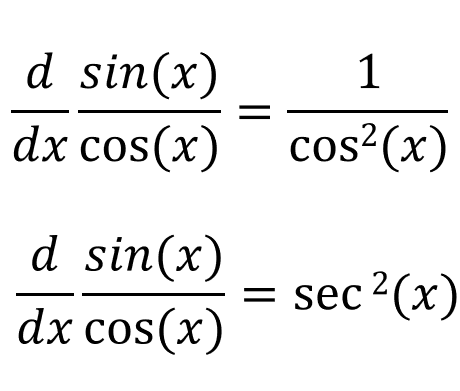 d/dx sin(x)/cos(x) = 1/cos²(x)
d/dx sin(x)/cos(x) = sec²(x)